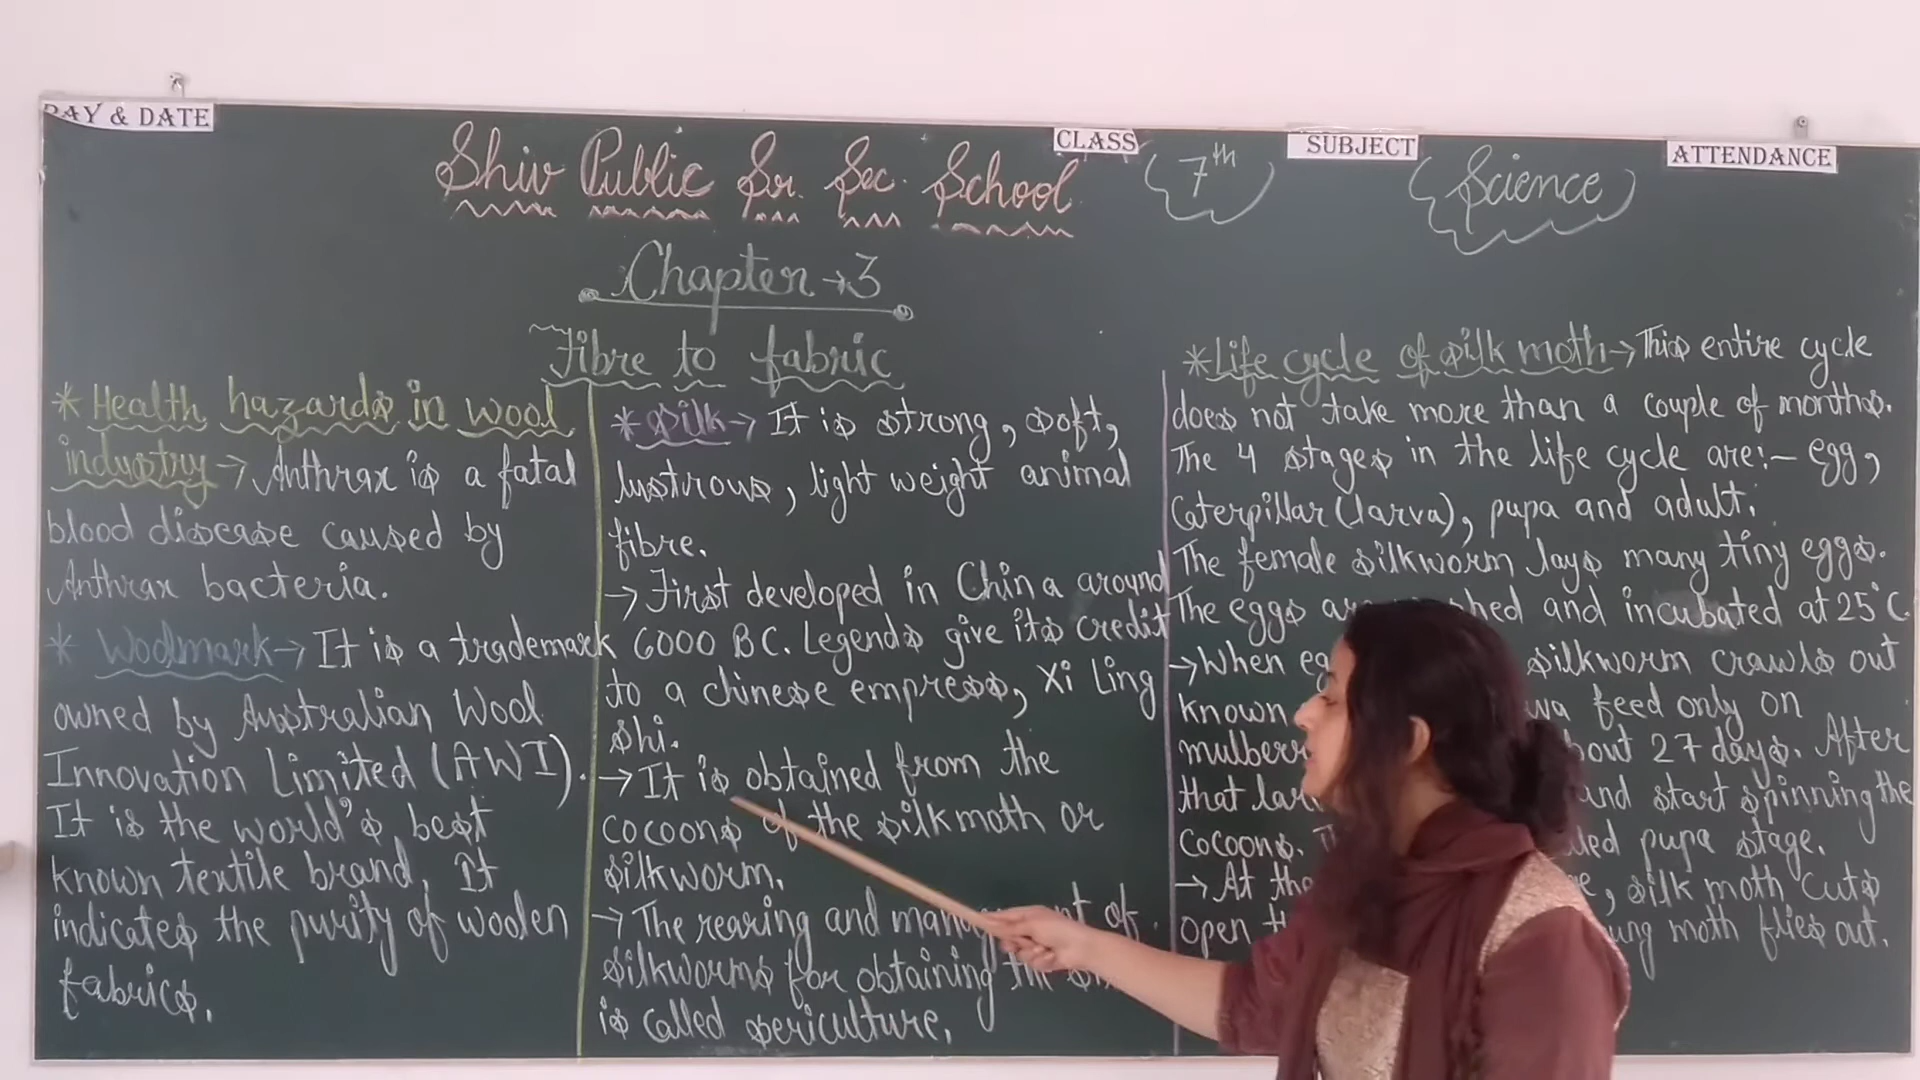 DAY & DATE
CLASS
SUBJECT
ATTENDANCE
Shiv Public Sr. Sec. School
7th
Science
Chapter → 3
Fibre to fabric
* Health hazards in wool
industry → Anthrax is a fatal
blood disease caused by
Anthrax bacteria.
* Woolmark → It is a trademark
owned by Australian Wool
Innovation Limited (AWI).
It is the world's best
known textile brand. It
indicates the purity of woolen
fabrics.
* Silk → It is strong, soft,
lustrous, light weight animal
fibre.
→ First developed in China around
6000 BC. Legends give its credit
to a chinese empress, Xi Ling
Shi.
→ It is obtained from the
cocoons of the silkmoth or
silkworm.
→ The rearing and of
silkworms for obtaining the
is called sericulture.
* Life cycle of silk moth → This entire cycle
does not take more than a couple of months.
The 4 stages in the life cycle are:- egg,
Caterpillar (larva), pupa and adult.
The female silkworm lays many tiny eggs.
The eggs and incubated at 25°C.
→ When silkworm crawls out
known feed only on
27 days. After
that and start spinning the
cocoons. pupa stage.
→ At the , silk moth cuts
open moth flies out.